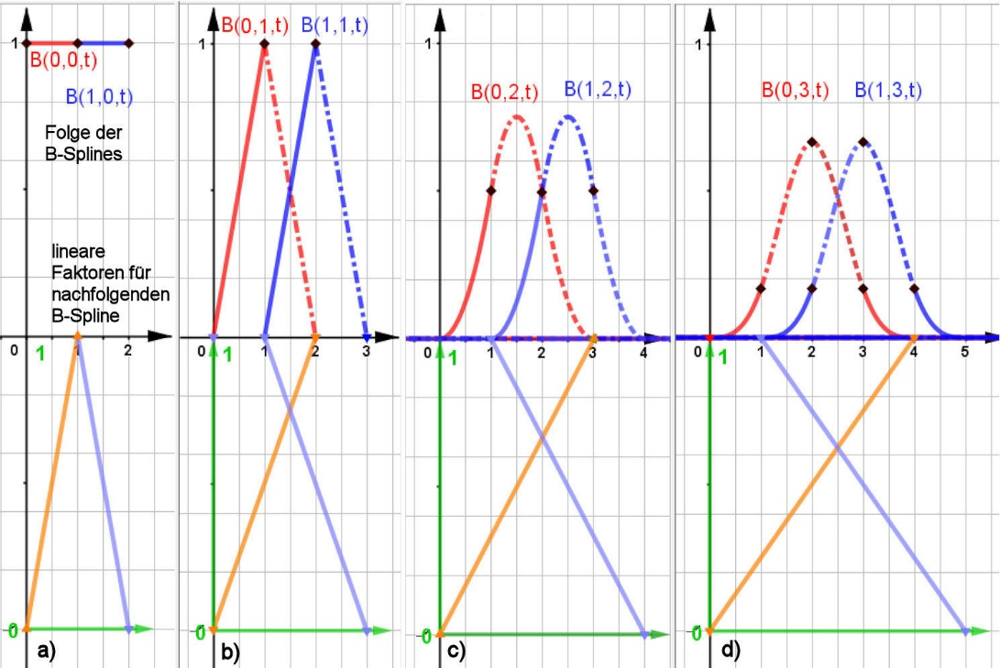 1
B(0,0,t)
B(1,0,t)
Folge der
B-Splines
lineare
Faktoren für
nachfolgenden
B-Spline
0 1 1 2
0
a)
B(0,1,t) B(1,1,t)
1
0 1 1 2 3
0
b)
1
B(0,2,t) B(1,2,t)
0 1 1 2 3 4
0
c)
1
B(0,3,t) B(1,3,t)
0 1 1 2 3 4 5
0
d)